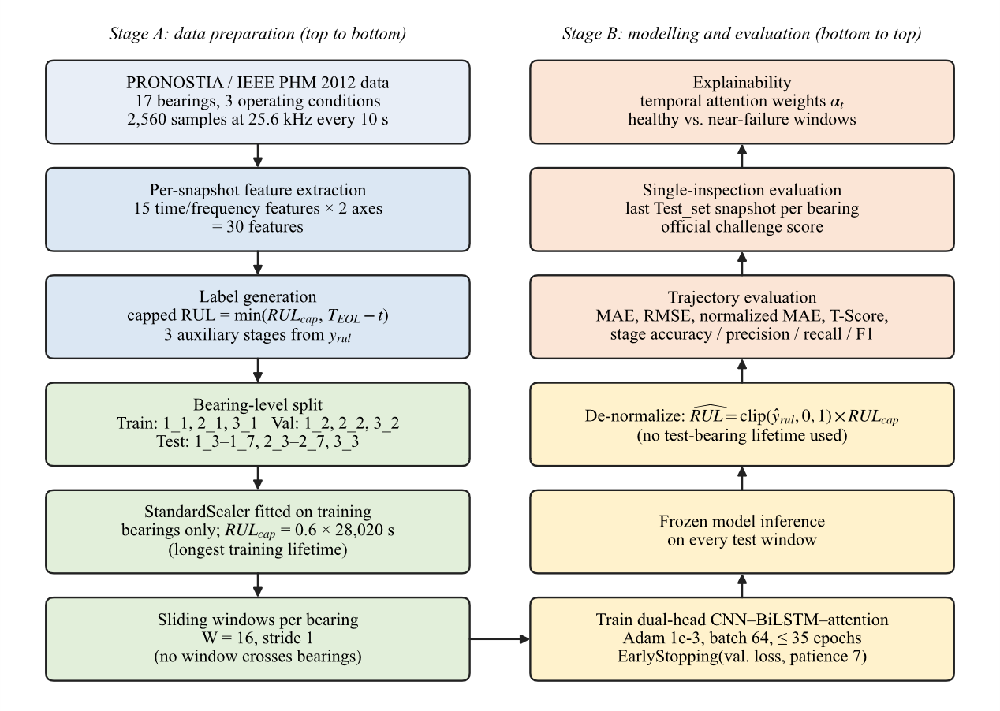 Stage A: data preparation (top to bottom)
PRONOSTIA / IEEE PHM 2012 data
17 bearings, 3 operating conditions
2,560 samples at 25.6 kHz every 10 s
Per-snapshot feature extraction
15 time/frequency features × 2 axes
= 30 features
Label generation
capped RUL = min(RUL_cap, T_EOL − t)
3 auxiliary stages from y_rul
Bearing-level split
Train: 1_1, 2_1, 3_1 Val: 1_2, 2_2, 3_2
Test: 1_3–1_7, 2_3–2_7, 3_3
StandardScaler fitted on training
bearings only; RUL_cap = 0.6 × 28,020 s
(longest training lifetime)
Sliding windows per bearing
W = 16, stride 1
(no window crosses bearings)
Stage B: modelling and evaluation (bottom to top)
Explainability
temporal attention weights α_t
healthy vs. near-failure windows
Single-inspection evaluation
last Test_set snapshot per bearing
official challenge score
Trajectory evaluation
MAE, RMSE, normalized MAE, T-Score,
stage accuracy / precision / recall / F1
De-normalize: R͡UL = clip(ŷ_rul, 0, 1) × RUL_cap
(no test-bearing lifetime used)
Frozen model inference
on every test window
Train dual-head CNN–BiLSTM–attention
Adam 1e-3, batch 64, ≤ 35 epochs
EarlyStopping(val. loss, patience 7)